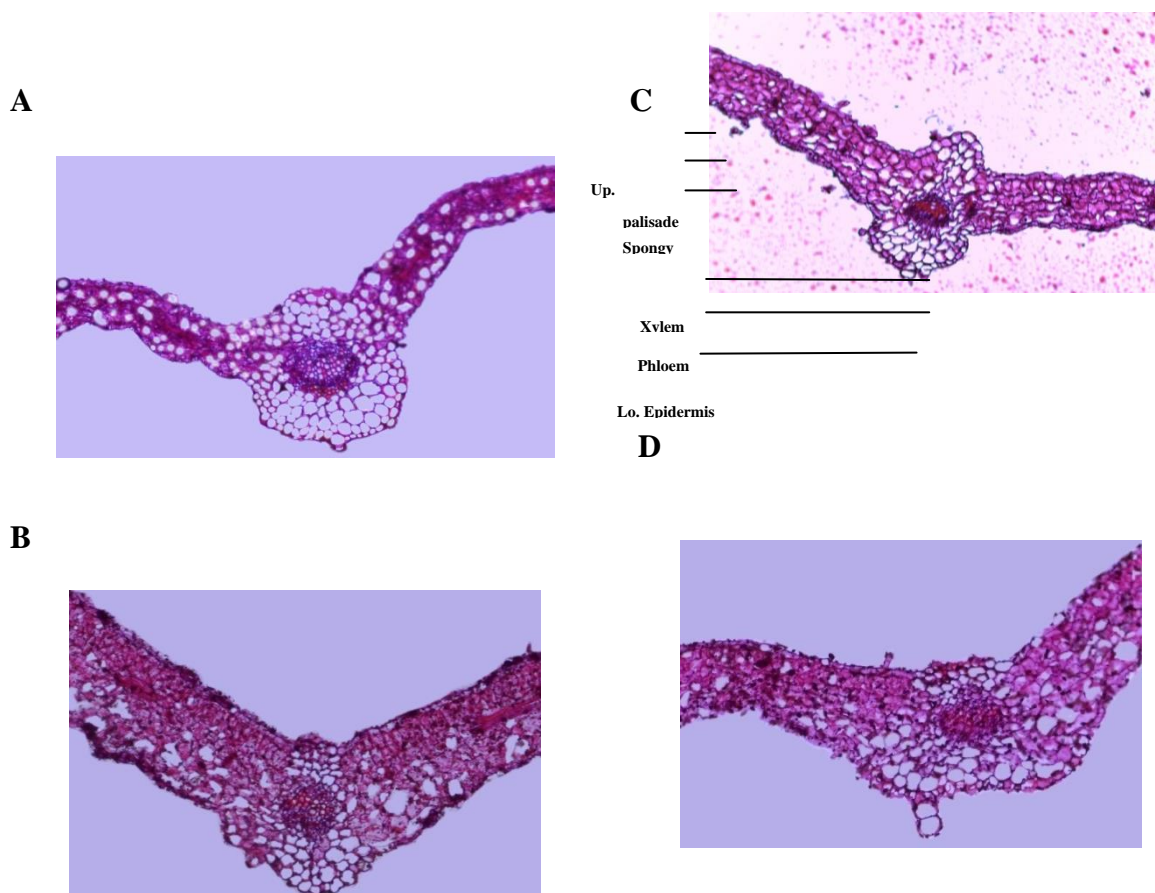 A
C
Up.
palisade
Spongy
Xylem
Phloem
Lo. Epidermis
D
B